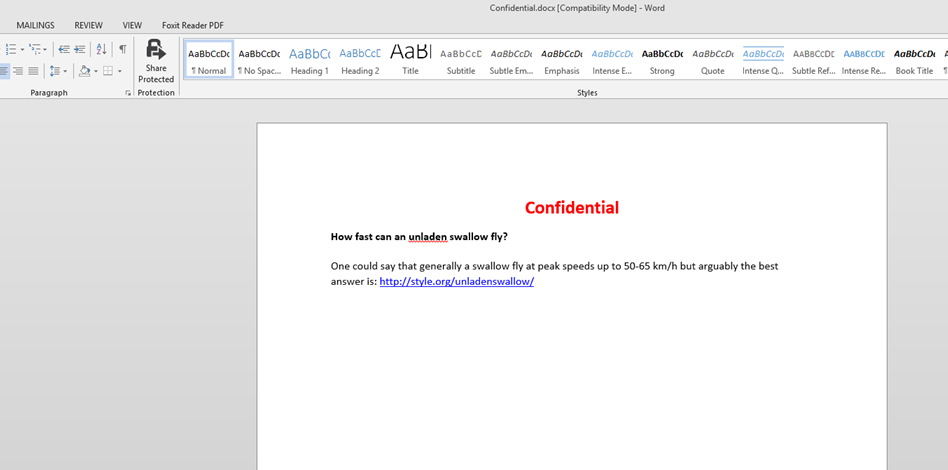 Confidential.docx [Compatibility Mode] - Word
MAILINGS REVIEW VIEW Foxit Reader PDF
AaBbCcDc AaBbCcDc AaBbCc AaBbCcD AaBl AaBbCcC AaBbCcDc AaBbCcDc AaBbCcDc AaBbCcDc AaBbCcDc AaBbCcDc AaBbCcDd AaBbCcDd AaBbCcDc
Share Protected
¶ Normal ¶ No Spac... Heading 1 Heading 2 Title Subtitle Subtle Em... Emphasis Intense E... Strong Quote Intense Q... Subtle Ref... Intense Re... Book Title
Paragraph Protection Styles
Confidential
How fast can an unladen swallow fly?
One could say that generally a swallow fly at peak speeds up to 50-65 km/h but arguably the best
answer is: http://style.org/unladenswallow/